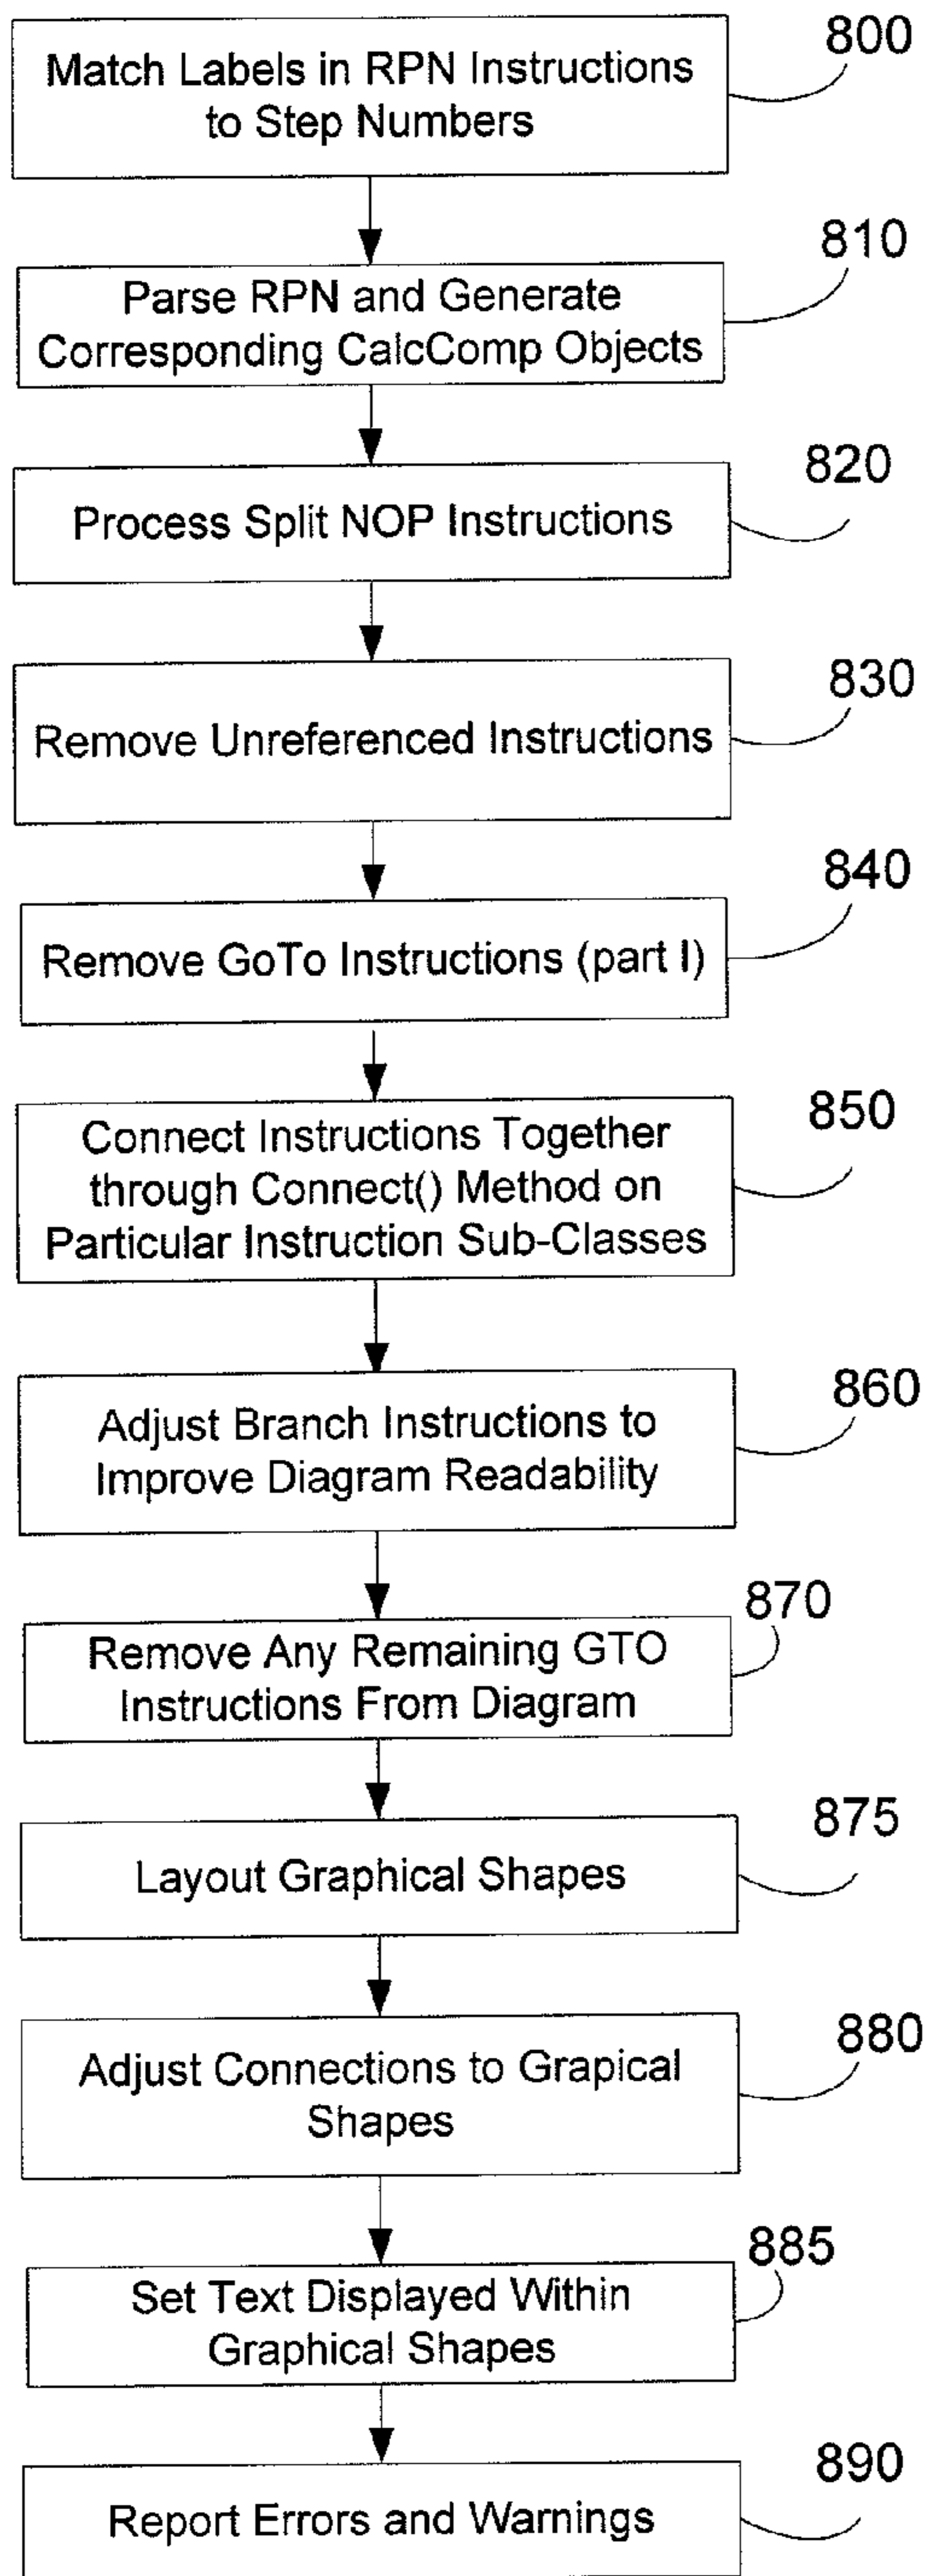 800
Match Labels in RPN Instructions
to Step Numbers
810
Parse RPN and Generate
Corresponding CalcComp Objects
820
Process Split NOP Instructions
830
Remove Unreferenced Instructions
840
Remove GoTo Instructions (part I)
850
Connect Instructions Together
through Connect() Method on
Particular Instruction Sub-Classes
860
Adjust Branch Instructions to
Improve Diagram Readability
870
Remove Any Remaining GTO
Instructions From Diagram
875
Layout Graphical Shapes
880
Adjust Connections to Grapical
Shapes
885
Set Text Displayed Within
Graphical Shapes
890
Report Errors and Warnings